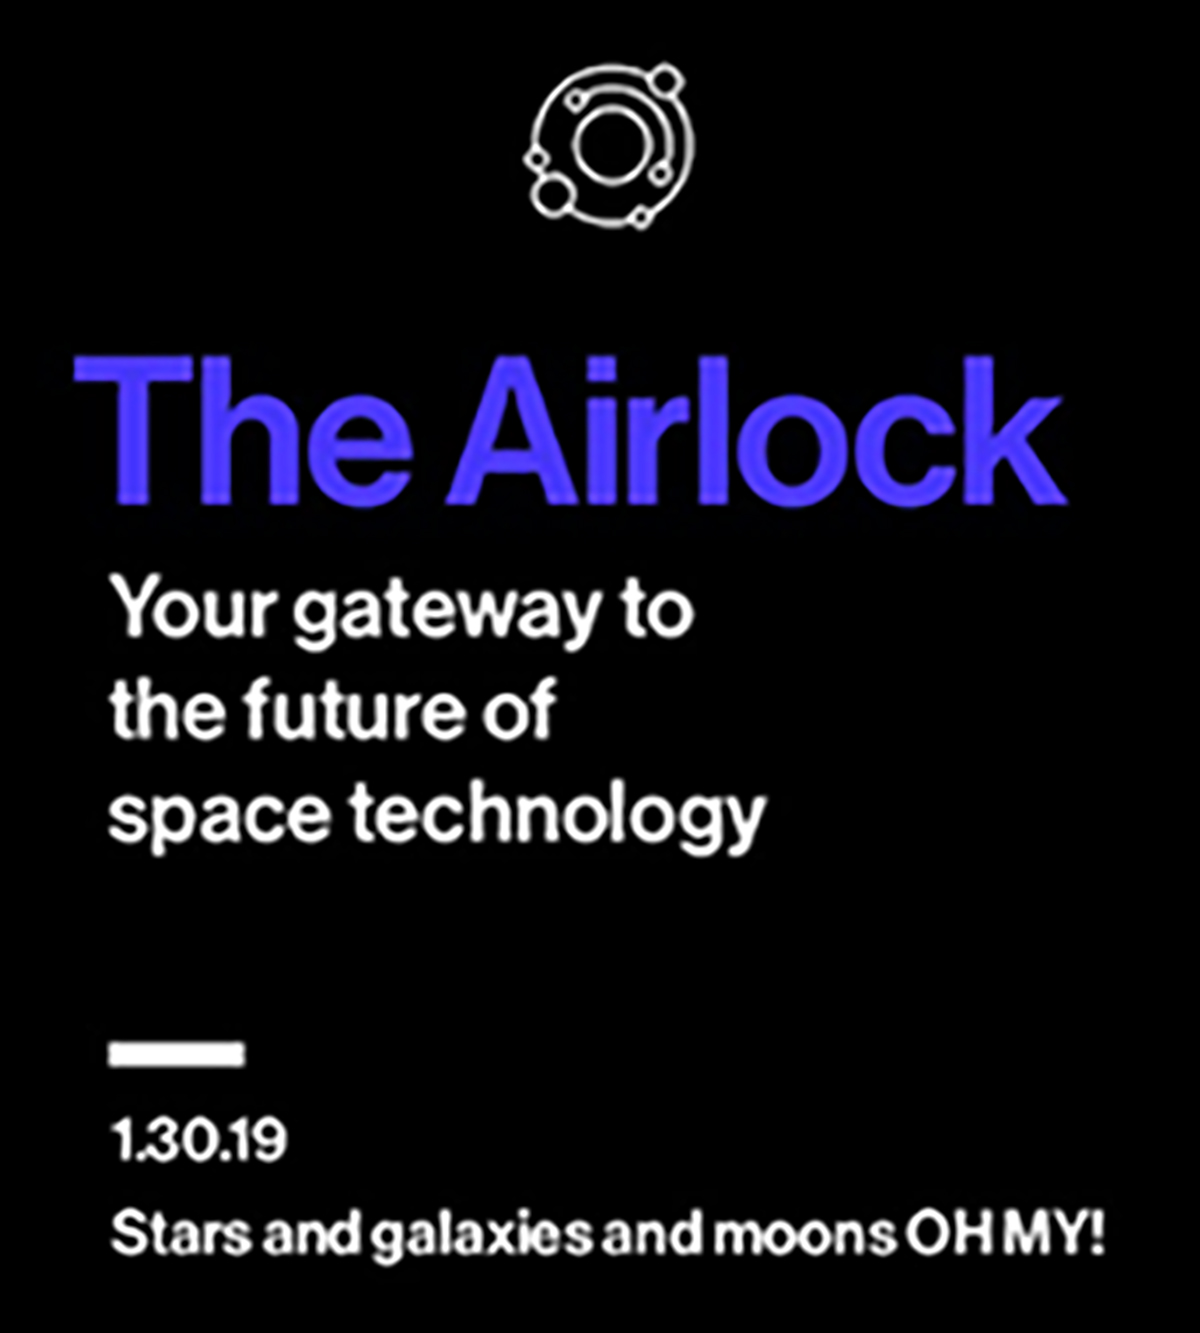 The Airlock
Your gateway to
the future of
space technology
1.30.19
Stars and galaxies and moons OH MY!